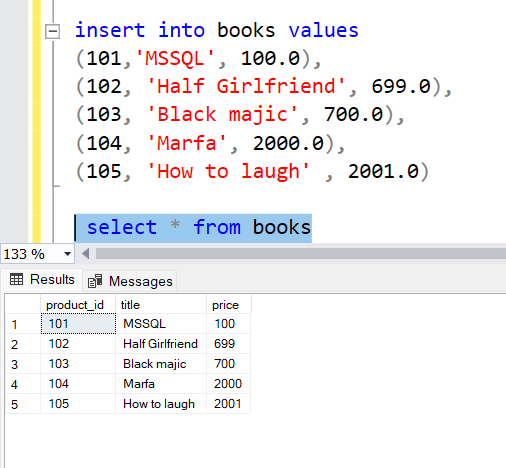 insert into books values
(101,'MSSQL', 100.0),
(102, 'Half Girlfriend', 699.0),
(103, 'Black majic', 700.0),
(104, 'Marfa', 2000.0),
(105, 'How to laugh' , 2001.0)
select * from books
133 %
Results Messages
product_id title price
1 101 MSSQL 100
2 102 Half Girlfriend 699
3 103 Black majic 700
4 104 Marfa 2000
5 105 How to laugh 2001